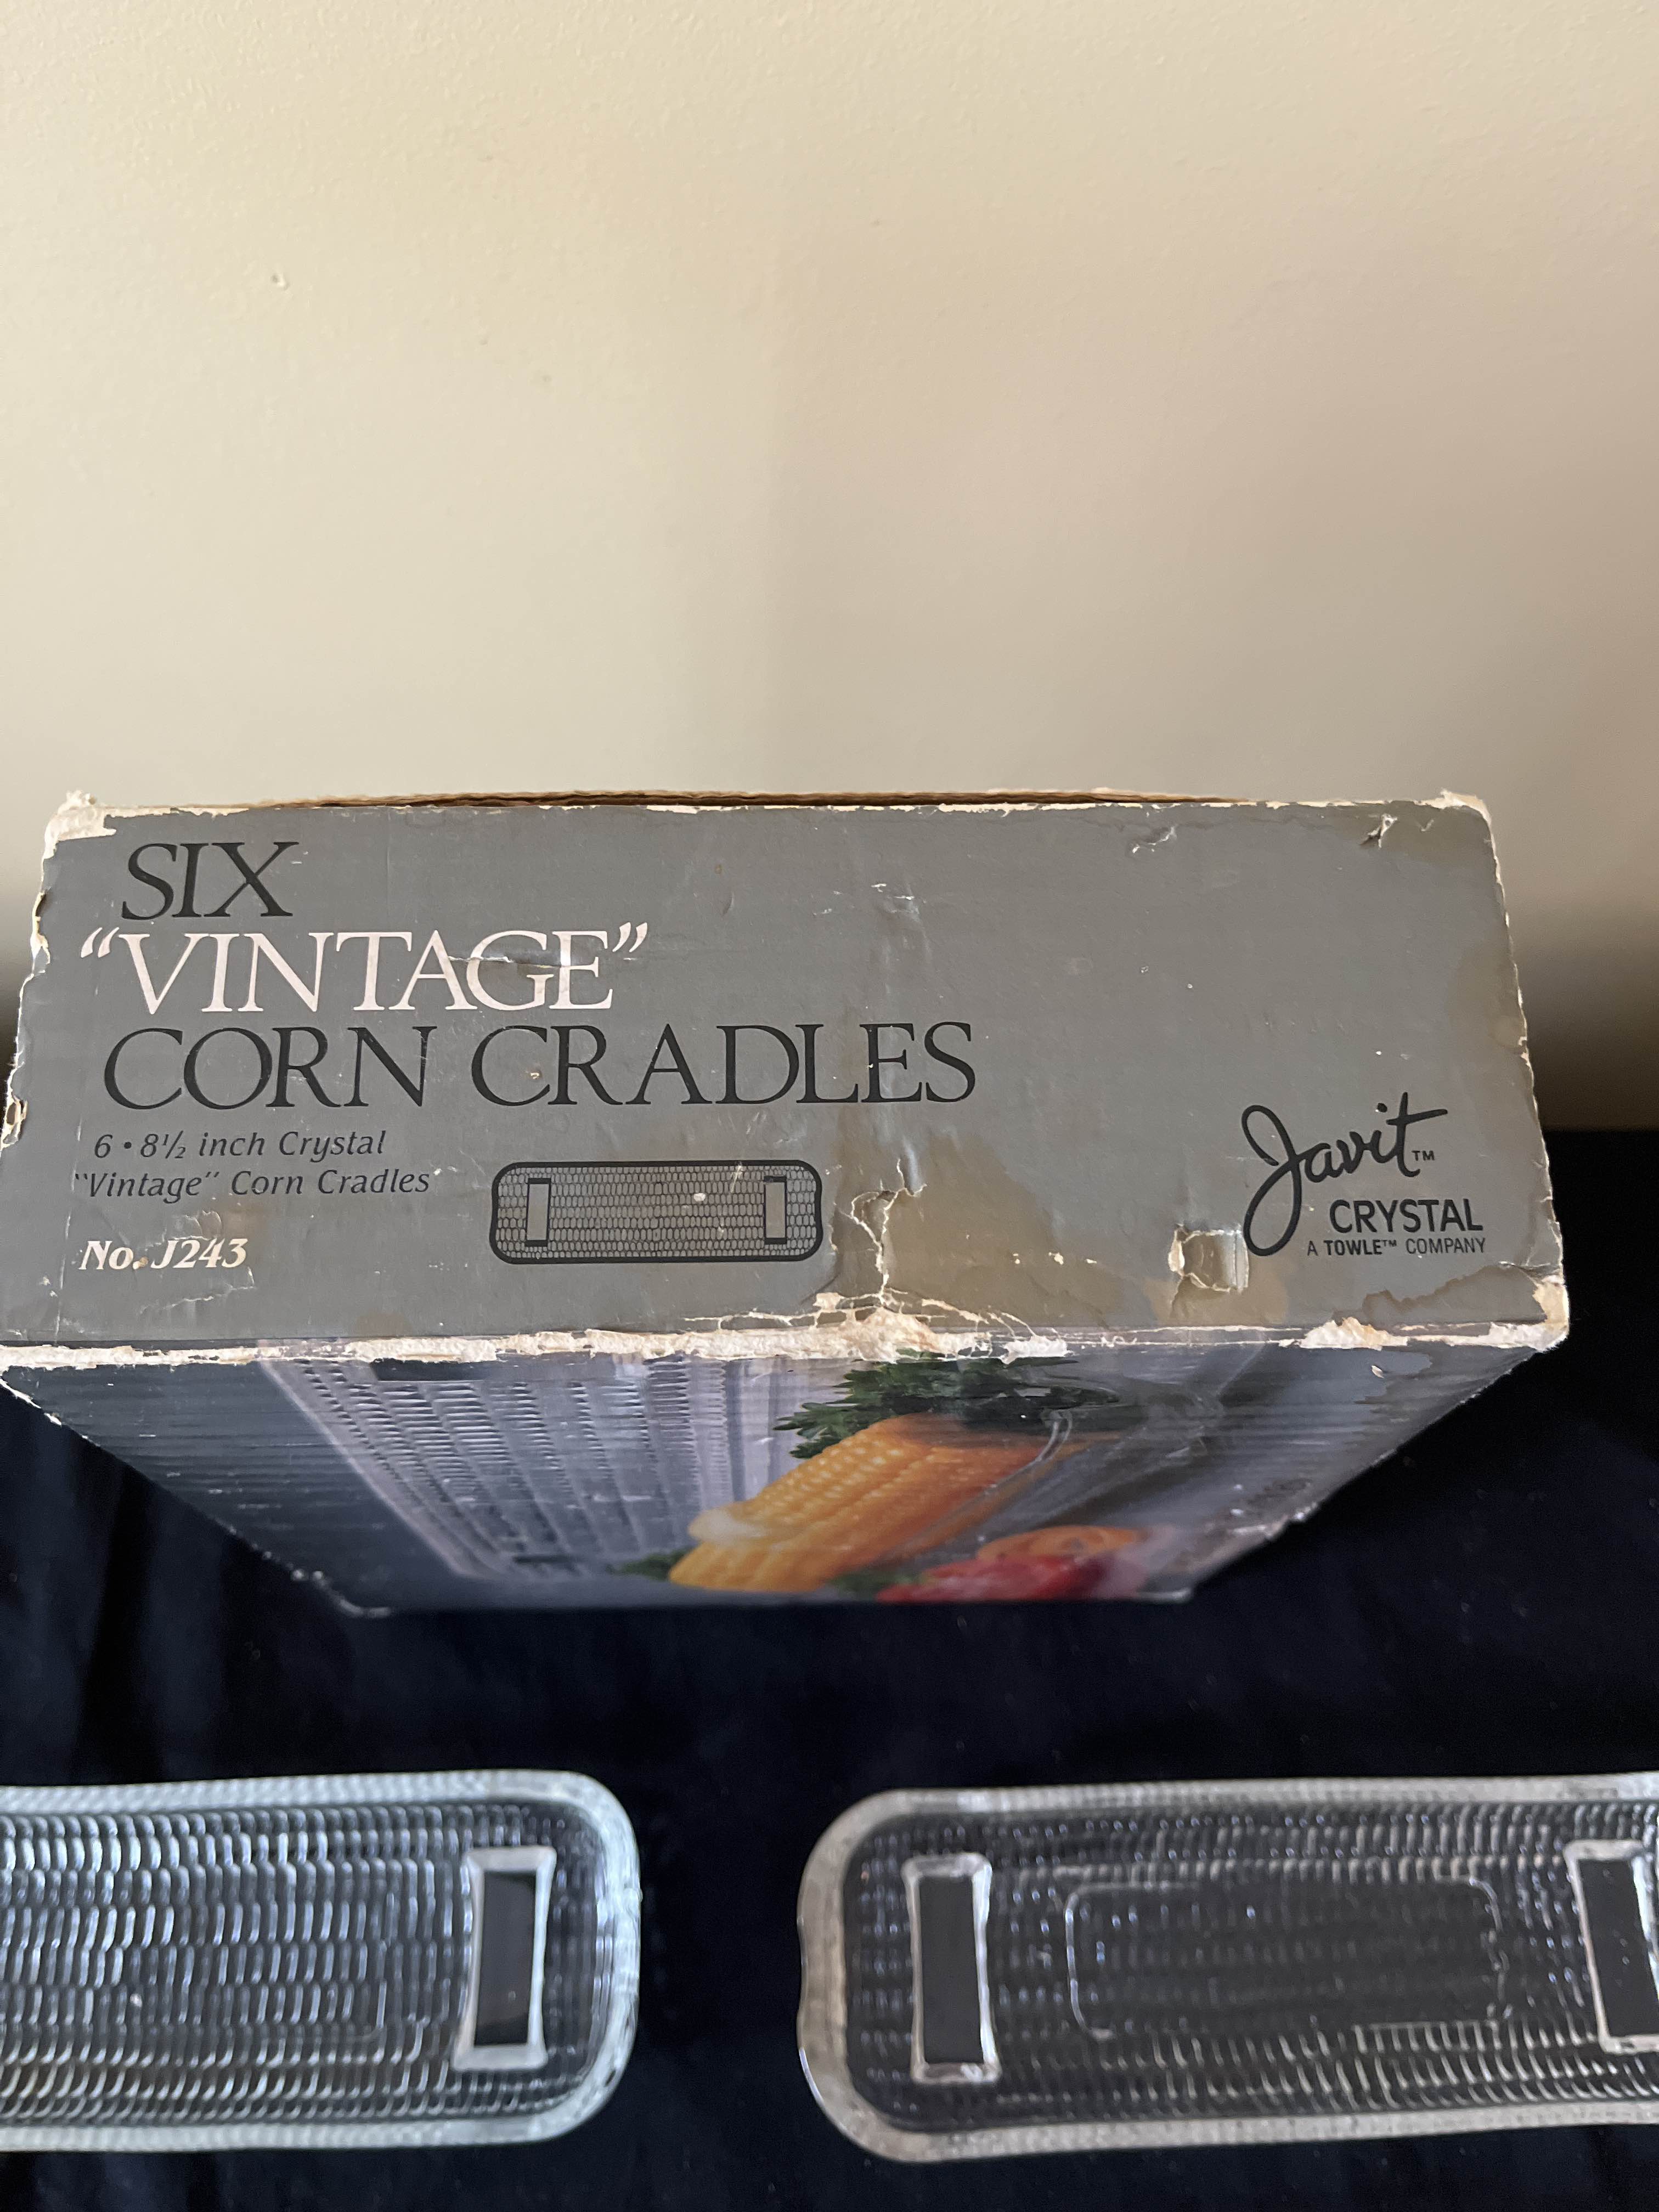 SIX
“VINTAGE”
CORN CRADLES
6 • 8½ inch Crystal
“Vintage” Corn Cradles
No. J243
Javit™
CRYSTAL
A TOWLE™ COMPANY